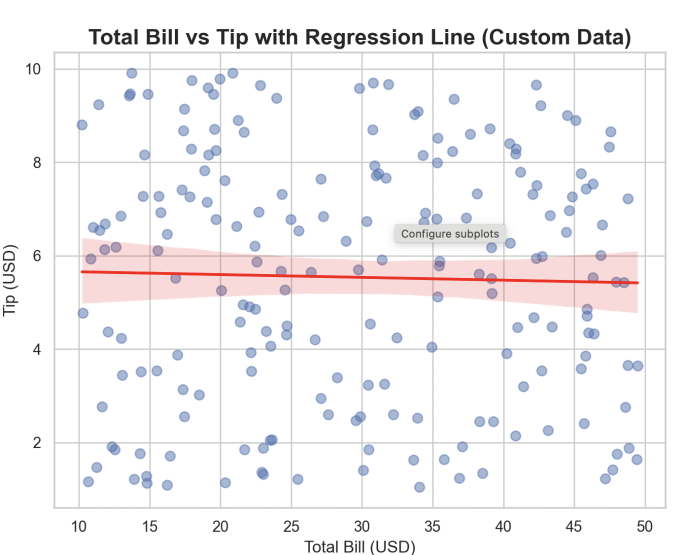 Total Bill vs Tip with Regression Line (Custom Data)
10
8
6
4
2
Tip (USD)
Configure subplots
10 15 20 25 30 35 40 45 50
Total Bill (USD)